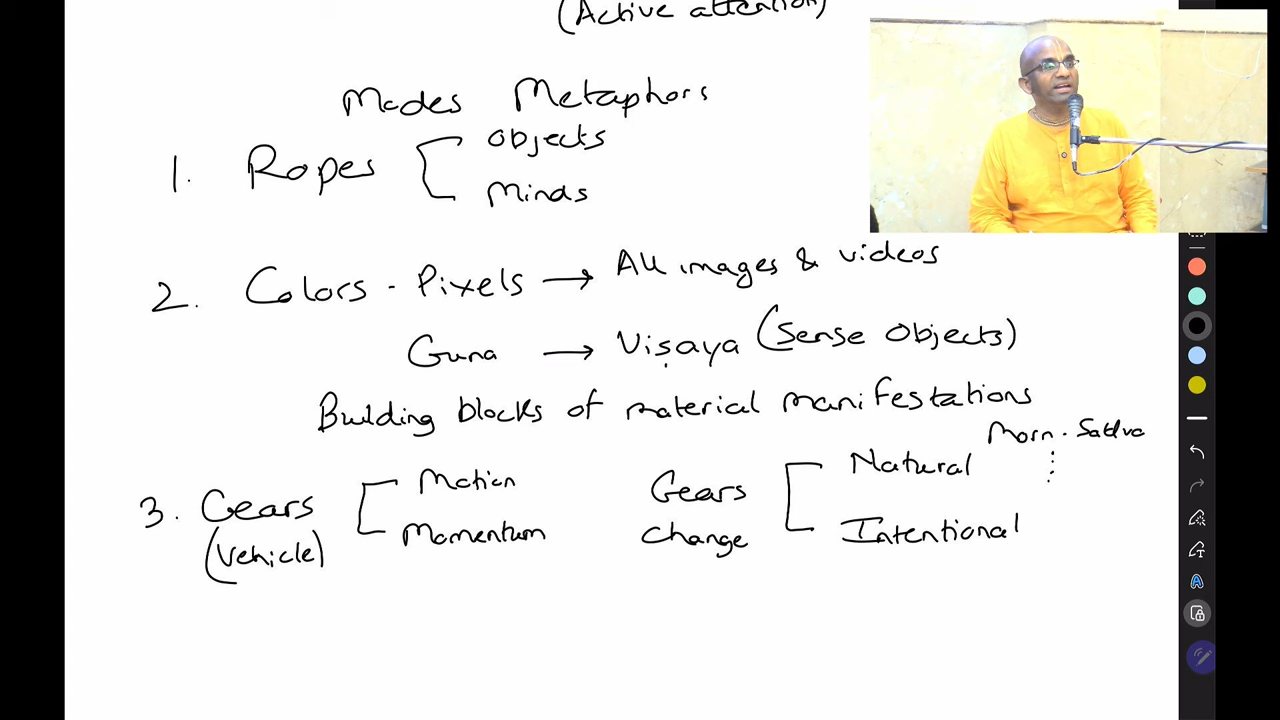 (Active attention)
Modes Metaphors
1. Ropes
Objects
Minds
2. Colors - Pixels → All images & videos
Guna → Viṣaya (Sense Objects)
Building blocks of material manifestations
3. Gears
(Vehicle)
Motion
Momentum
Gears
change
Natural
Intentional
Morn. Sattva
A